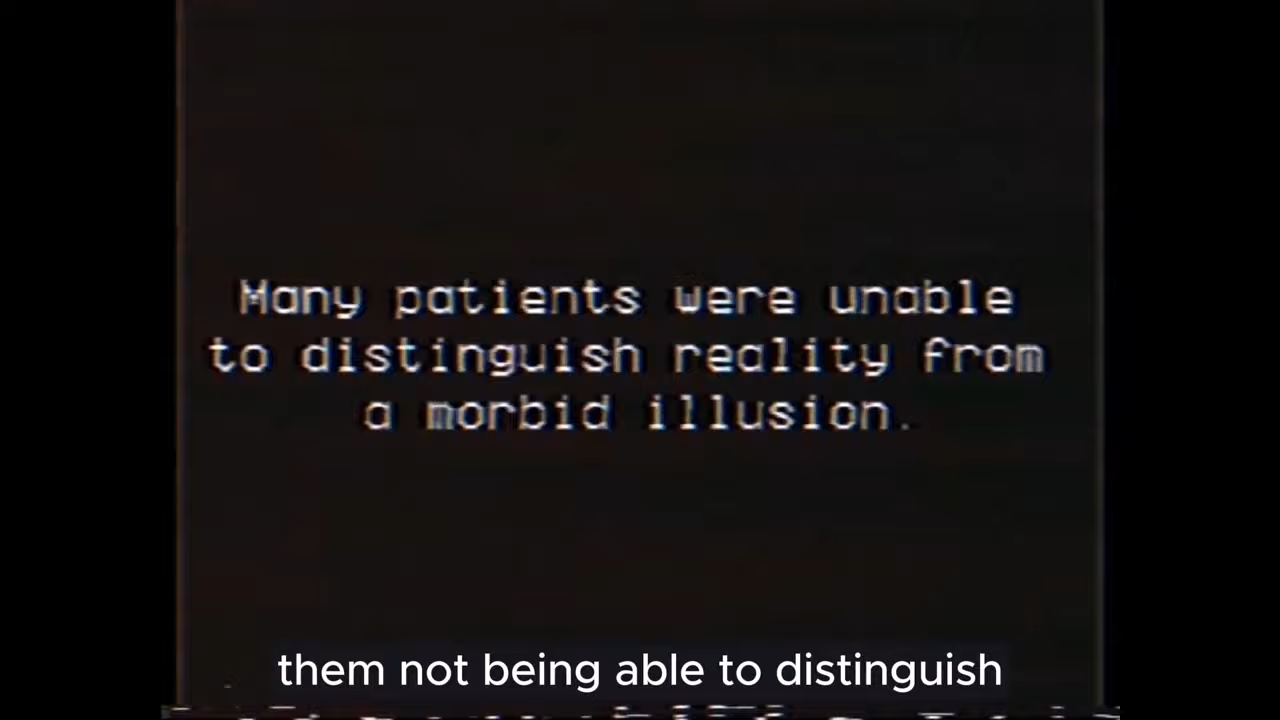 Many patients were unable
to distinguish reality from
a morbid illusion.
them not being able to distinguish